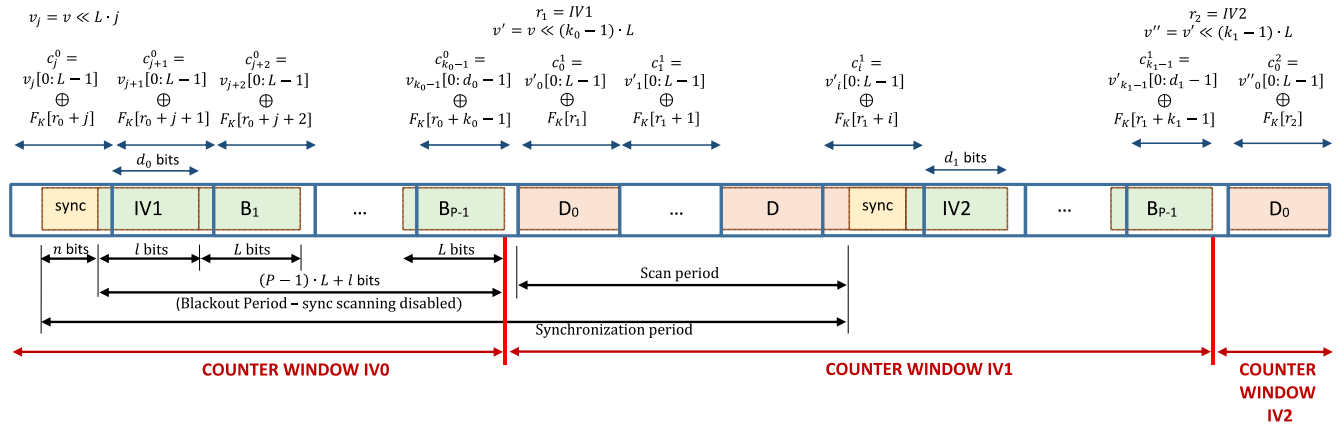 v_j = v ≪ L · j
r_1 = IV1
v′ = v ≪ (k_0 − 1) · L
r_2 = IV2
v′′ = v′ ≪ (k_1 − 1) · L
c_j^0 =
v_j[0: L − 1]
⊕
F_K[r_0 + j]
c_{j+1}^0 =
v_{j+1}[0: L − 1]
⊕
F_K[r_0 + j + 1]
c_{j+2}^0 =
v_{j+2}[0: L − 1]
⊕
F_K[r_0 + j + 2]
c_{k_0−1}^0 =
v_{k_0−1}[0: d_0 − 1]
⊕
F_K[r_0 + k_0 − 1]
c_0^1 =
v′_0[0: L − 1]
⊕
F_K[r_1]
c_1^1 =
v′_1[0: L − 1]
⊕
F_K[r_1 + 1]
c_i^1 =
v′_i[0: L − 1]
⊕
F_K[r_1 + i]
c_{k_1−1}^1 =
v′_{k_1−1}[0: d_1 − 1]
⊕
F_K[r_1 + k_1 − 1]
c_0^2 =
v′′_0[0: L − 1]
⊕
F_K[r_2]
d_0 bits
d_1 bits
sync IV1 B_1 ... B_{P-1} D_0 ... D sync IV2 ... B_{P-1} D_0
n bits l bits L bits L bits
(P − 1) · L + l bits
(Blackout Period – sync scanning disabled)
Scan period
Synchronization period
COUNTER WINDOW IV0
COUNTER WINDOW IV1
COUNTER
WINDOW
IV2